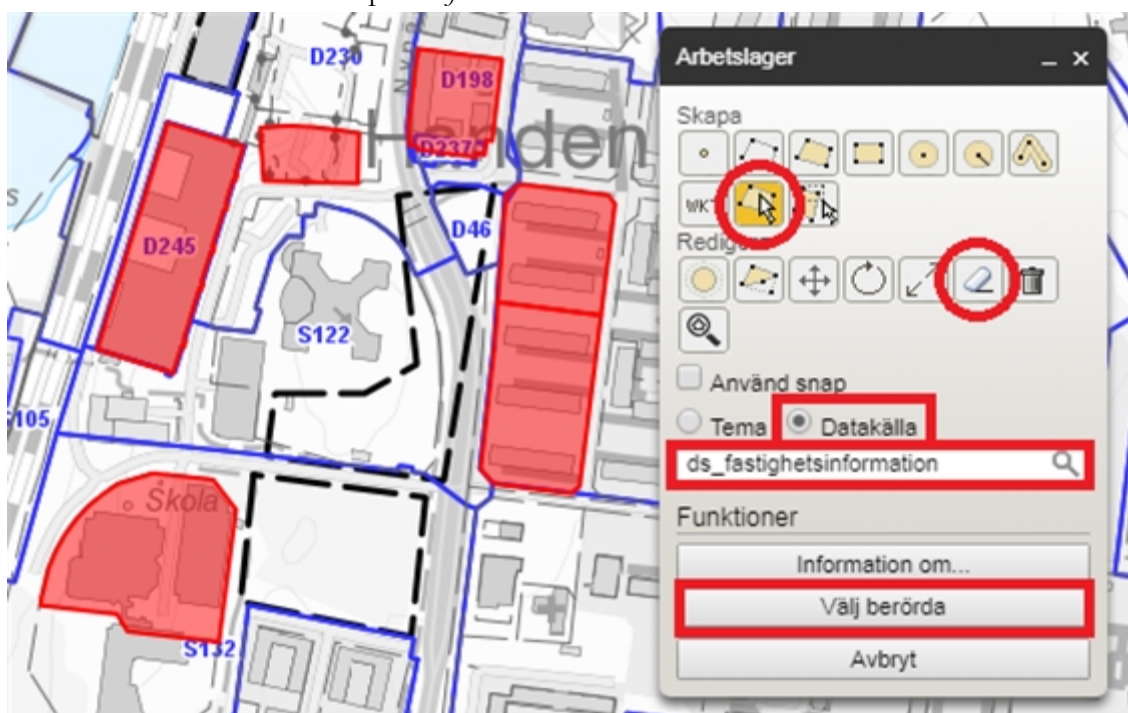 D230
D198
Handen
D237
D245
D46
S122
Skola
S132
Arbetslager
Skapa
WKT
Redigera
Använd snap
Tema Datakälla
ds_fastighetsinformation
Funktioner
Information om...
Välj berörda
Avbryt